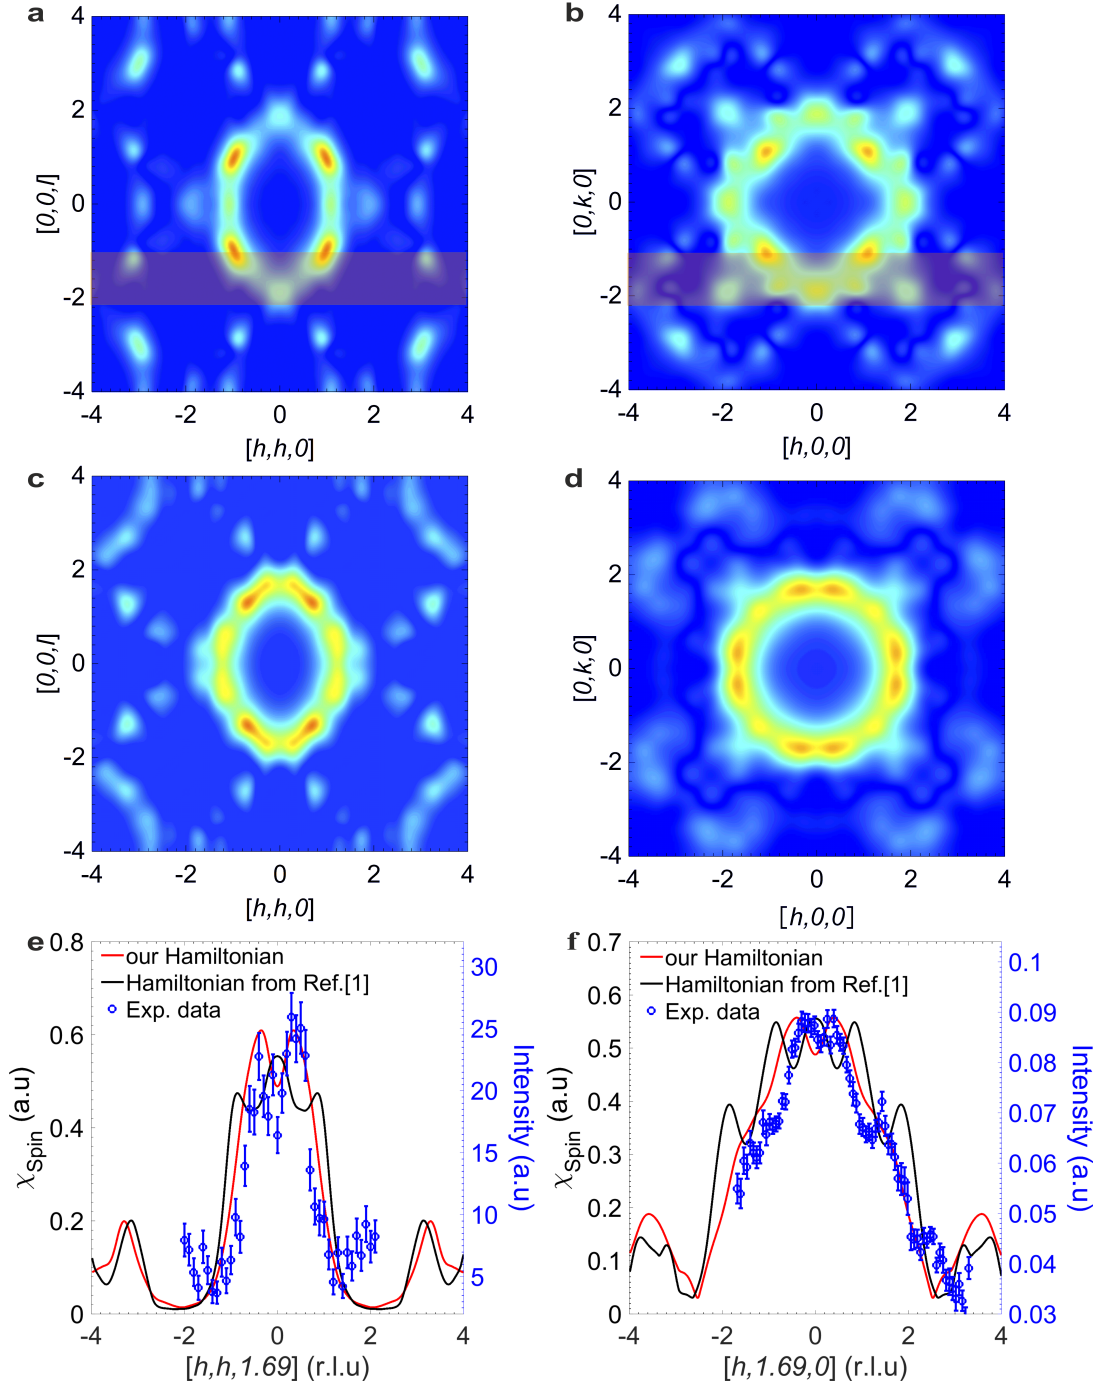 a
4
2
0
-2
-4
-4 -2 0 2 4
[0,0,l]
[h,h,0]
b
4
2
0
-2
-4
-4 -2 0 2 4
[0,k,0]
[h,0,0]
c
4
2
0
-2
-4
-4 -2 0 2 4
[0,0,l]
[h,h,0]
d
4
2
0
-2
-4
-4 -2 0 2 4
[0,k,0]
[h,0,0]
e
our Hamiltonian
Hamiltonian from Ref.[1]
Exp. data
0.8
0.6
0.4
0.2
0
χSpin (a.u)
30
25
20
15
10
5
Intensity (a.u)
-4 -2 0 2 4
[h,h,1.69] (r.l.u)
f
our Hamiltonian
Hamiltonian from Ref.[1]
Exp. data
0.7
0.6
0.5
0.4
0.3
0.2
0.1
0
χSpin (a.u)
0.1
0.09
0.08
0.07
0.06
0.05
0.04
0.03
Intensity (a.u)
-4 -2 0 2 4
[h,1.69,0] (r.l.u)